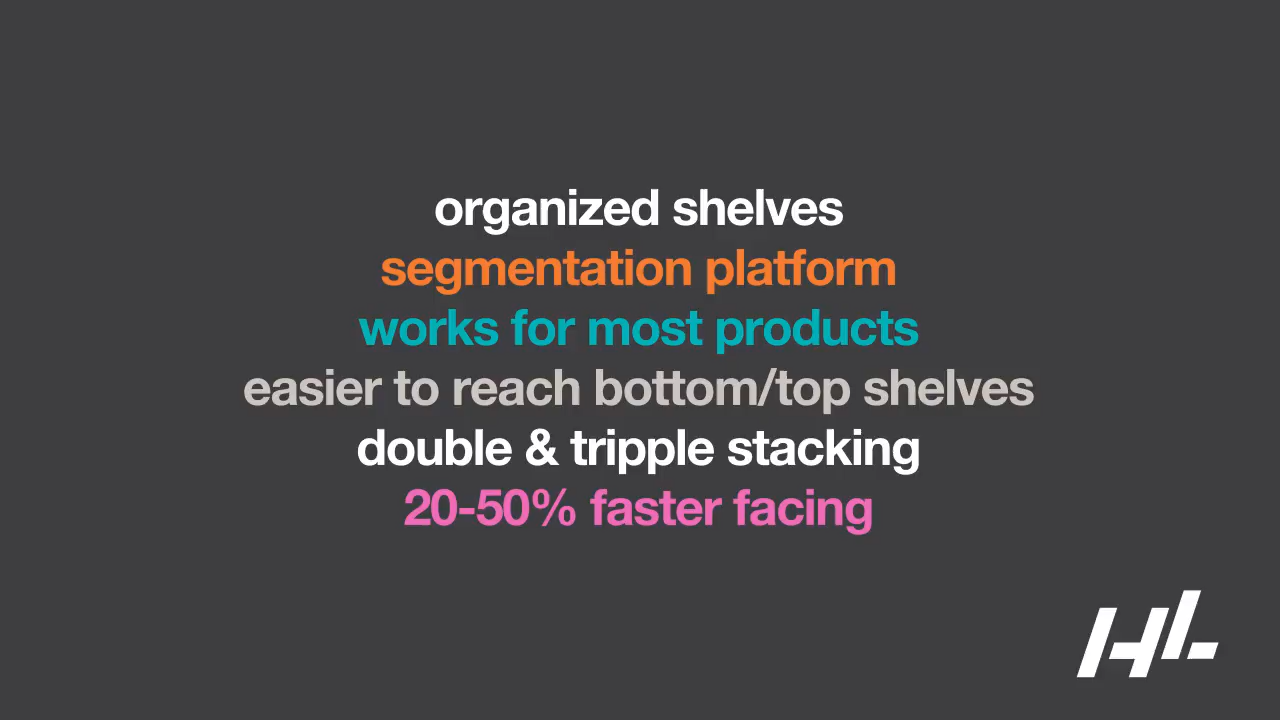 organized shelves
segmentation platform
works for most products
easier to reach bottom/top shelves
double & tripple stacking
20-50% faster facing
HL